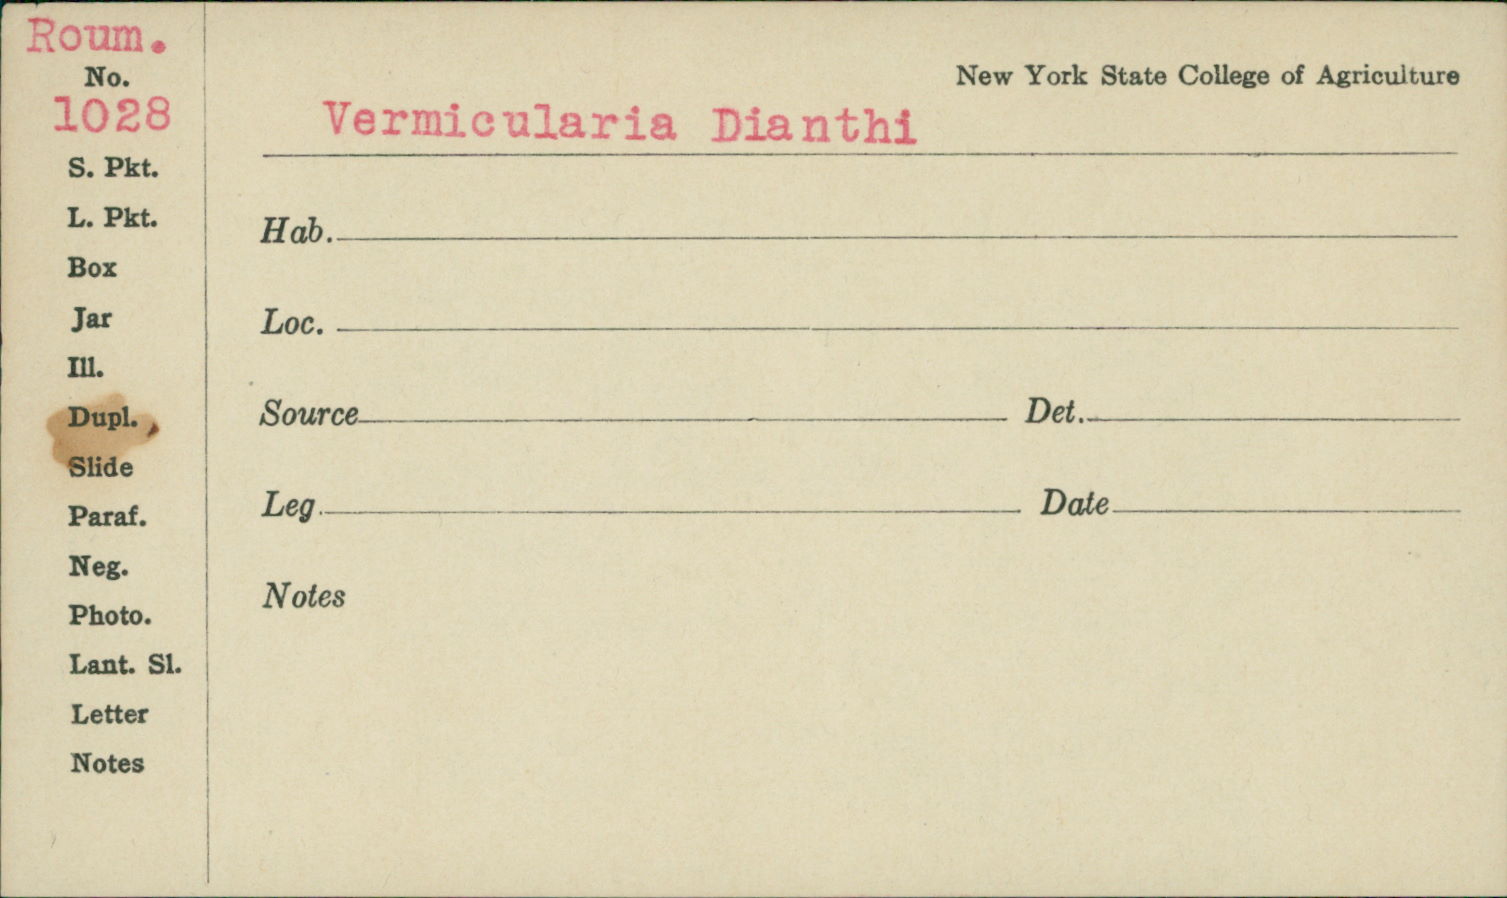 Roum.
No.
1028
S. Pkt.
L. Pkt.
Box
Jar
Ill.
Dupl.
Slide
Paraf.
Neg.
Photo.
Lant. Sl.
Letter
Notes
New York State College of Agriculture
Vermicularia Dianthi
Hab.
Loc.
Source Det.
Leg. Date
Notes